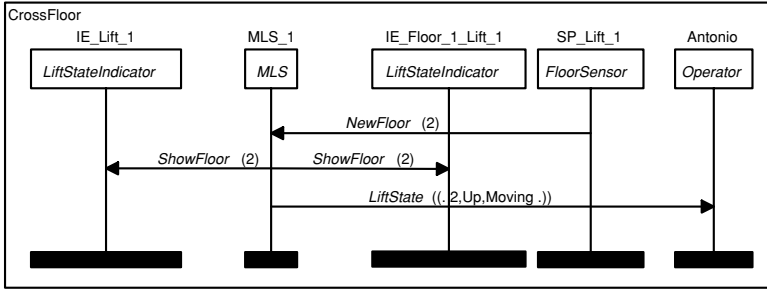 CrossFloor
IE_Lift_1 MLS_1 IE_Floor_1_Lift_1 SP_Lift_1 Antonio
LiftStateIndicator MLS LiftStateIndicator FloorSensor Operator
NewFloor (2)
ShowFloor (2) ShowFloor (2)
LiftState ((. 2,Up,Moving .))